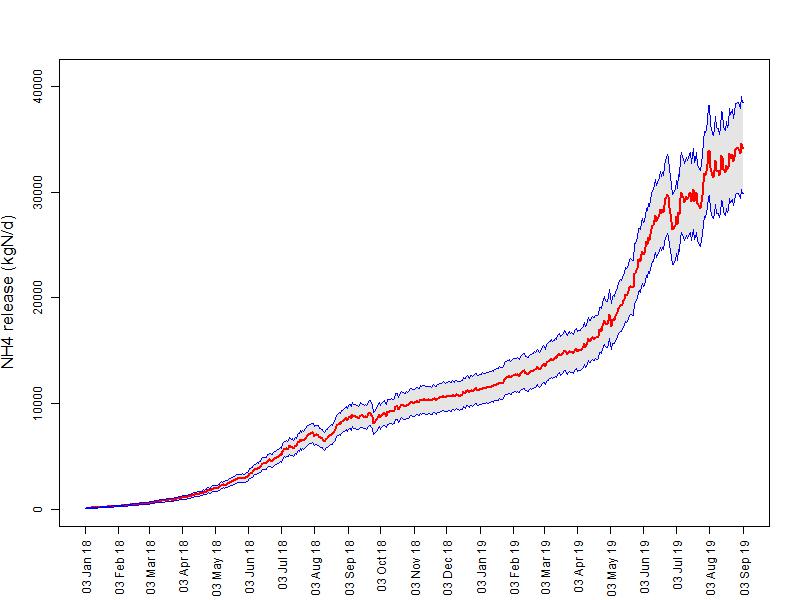 NH4 release (kgN/d)
40000
30000
20000
10000
0
03 Jan 18
03 Feb 18
03 Mar 18
03 Apr 18
03 May 18
03 Jun 18
03 Jul 18
03 Aug 18
03 Sep 18
03 Oct 18
03 Nov 18
03 Dec 18
03 Jan 19
03 Feb 19
03 Mar 19
03 Apr 19
03 May 19
03 Jun 19
03 Jul 19
03 Aug 19
03 Sep 19